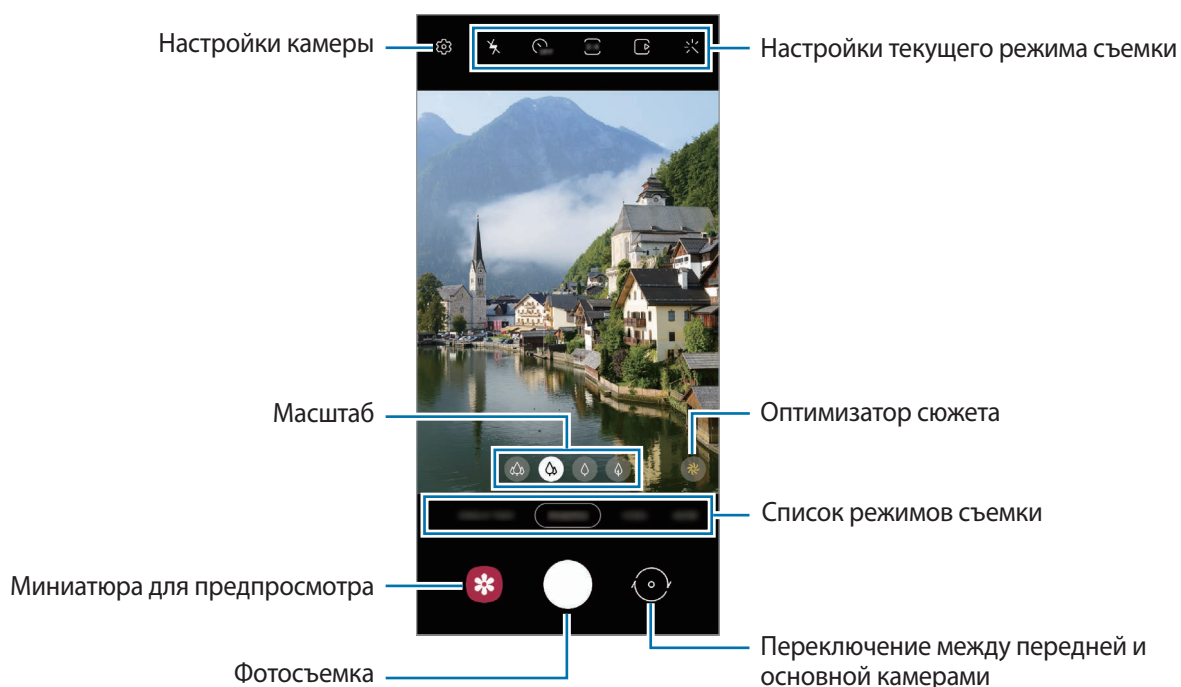 Настройки камеры
Настройки текущего режима съемки
Масштаб
Оптимизатор сюжета
Список режимов съемки
Миниатюра для предпросмотра
Фотосъемка
Переключение между передней и
основной камерами